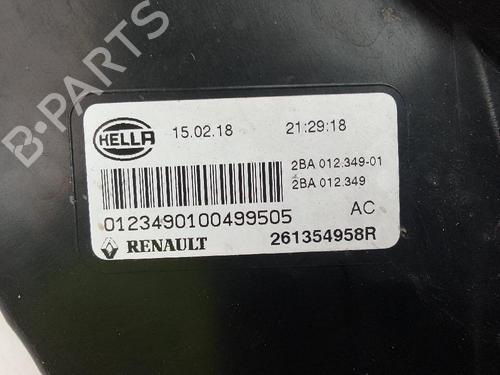 B-PARTS
HELLA 15.02.18 21:29:18
2BA 012.349-01
2BA 012.349
0123490100499505 AC
RENAULT 261354958R